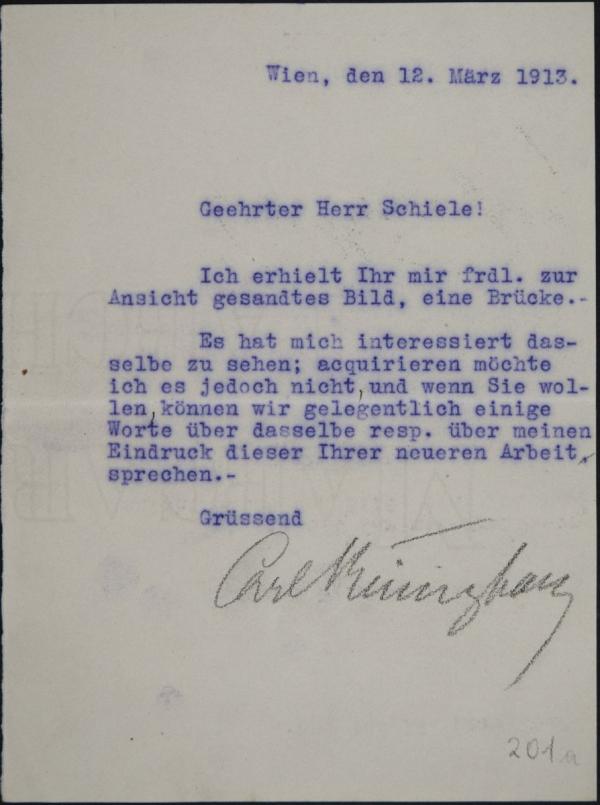 Wien, den 12. März 1913.
Geehrter Herr Schiele!
Ich erhielt Ihr mir frdl. zur
Ansicht gesandtes Bild, eine Brücke.-
Es hat mich interessiert das-
selbe zu sehen; acquirieren möchte
ich es jedoch nicht, und wenn Sie wol-
len, können wir gelegentlich einige
Worte über dasselbe resp. über meinen
Eindruck dieser Ihrer neueren Arbeit
sprechen.-
Grüssend
Carl Reininghaus
201a